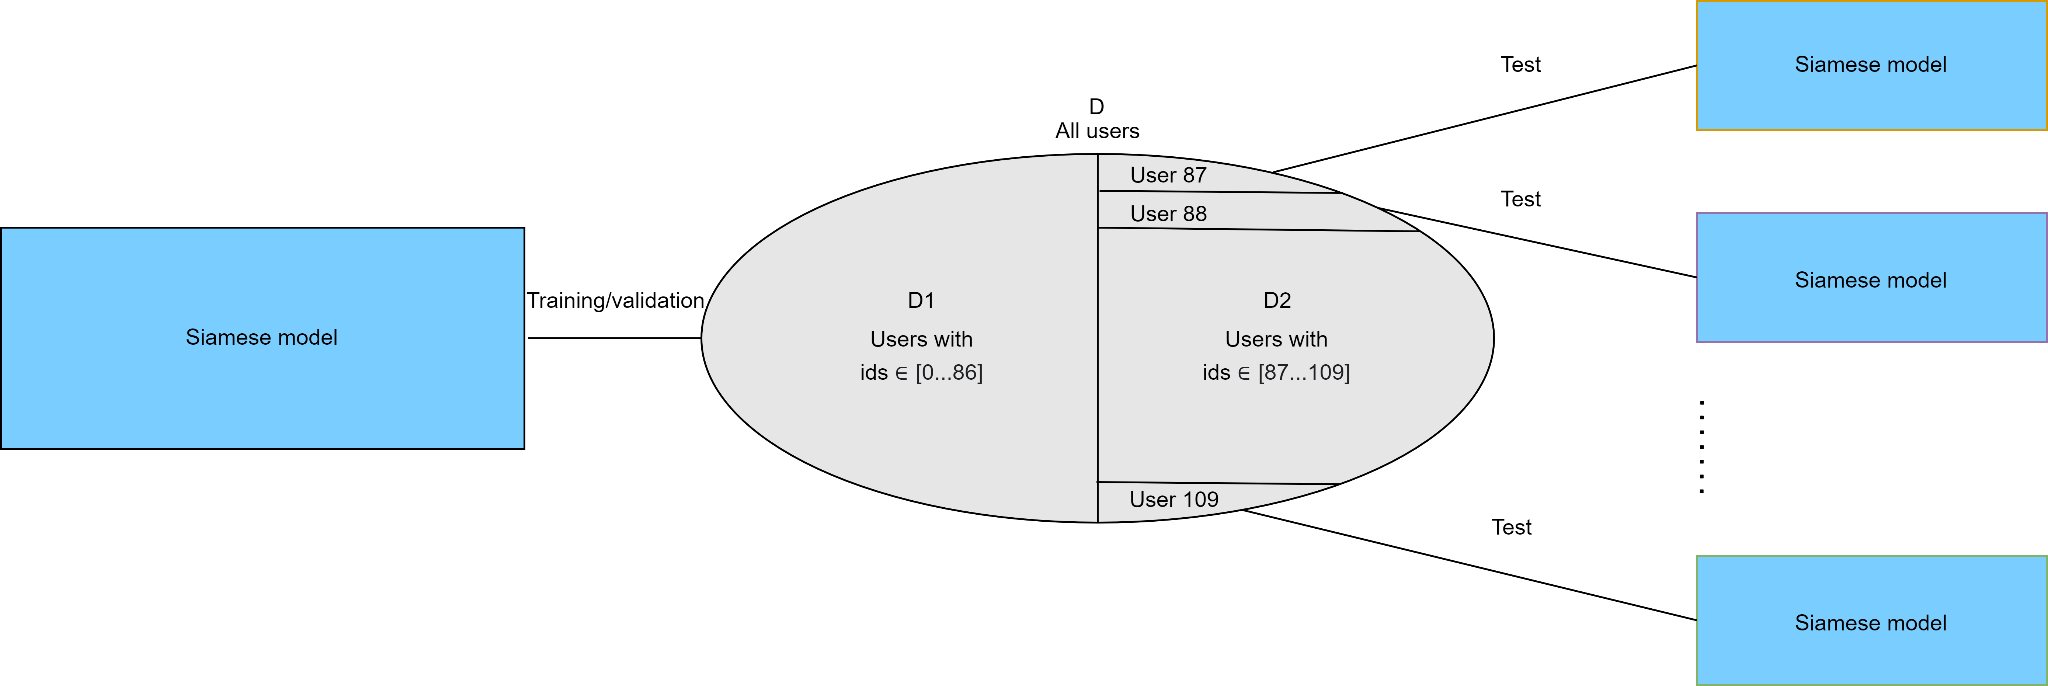 Siamese model
Training/validation
D
All users
D1
Users with
ids ∈ [0...86]
User 87
User 88
D2
Users with
ids ∈ [87...109]
User 109
Test
Siamese model
Test
Siamese model
Test
Siamese model